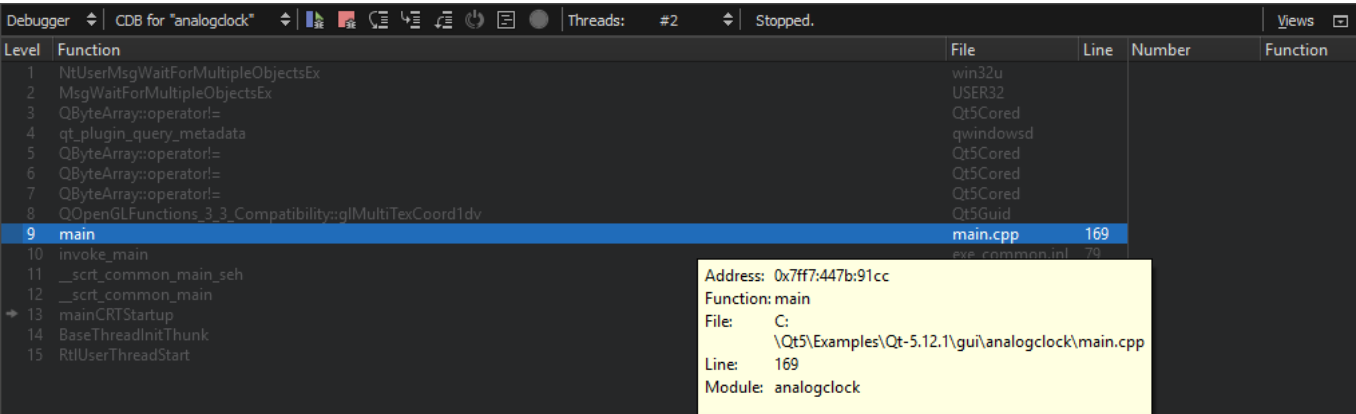 Debugger CDB for "analogclock" Threads: #2 Stopped. Views
Level Function File Line Number Function
1 NtUserMsgWaitForMultipleObjectsEx win32u
2 MsgWaitForMultipleObjectsEx USER32
3 QByteArray::operator!= Qt5Cored
4 qt_plugin_query_metadata qwindowsd
5 QByteArray::operator!= Qt5Cored
6 QByteArray::operator!= Qt5Cored
7 QByteArray::operator!= Qt5Cored
8 QOpenGLFunctions_3_3_Compatibility::glMultiTexCoord1dv Qt5Guid
9 main main.cpp 169
10 invoke_main exe_common.inl 79
11 __scrt_common_main_seh
12 __scrt_common_main
13 mainCRTStartup
14 BaseThreadInitThunk
15 RtlUserThreadStart
Address: 0x7ff7:447b:91cc
Function: main
File: C:
\Qt5\Examples\Qt-5.12.1\gui\analogclock\main.cpp
Line: 169
Module: analogclock